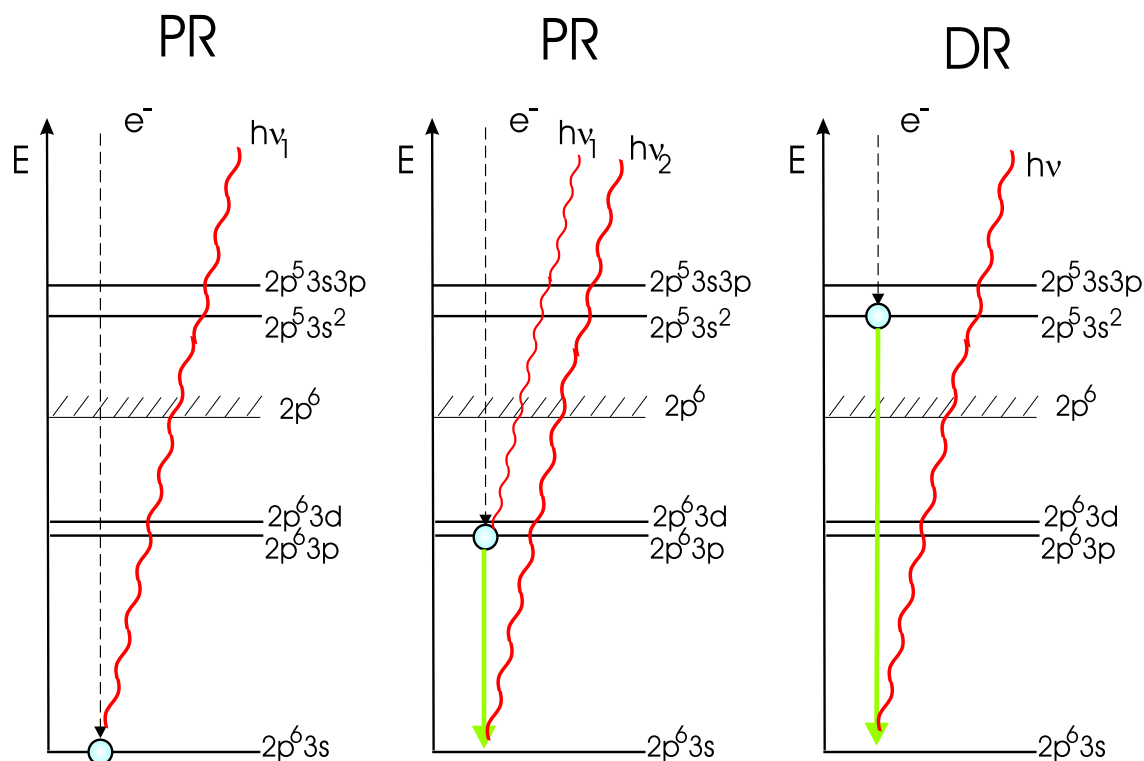 PR
E
e⁻
hν₁
2p⁵3s3p
2p⁵3s²
2p⁶
2p⁶3d
2p⁶3p
2p⁶3s
PR
E
e⁻
hν₁
hν₂
2p⁵3s3p
2p⁵3s²
2p⁶
2p⁶3d
2p⁶3p
2p⁶3s
DR
E
e⁻
hν
2p⁵3s3p
2p⁵3s²
2p⁶
2p⁶3d
2p⁶3p
2p⁶3s